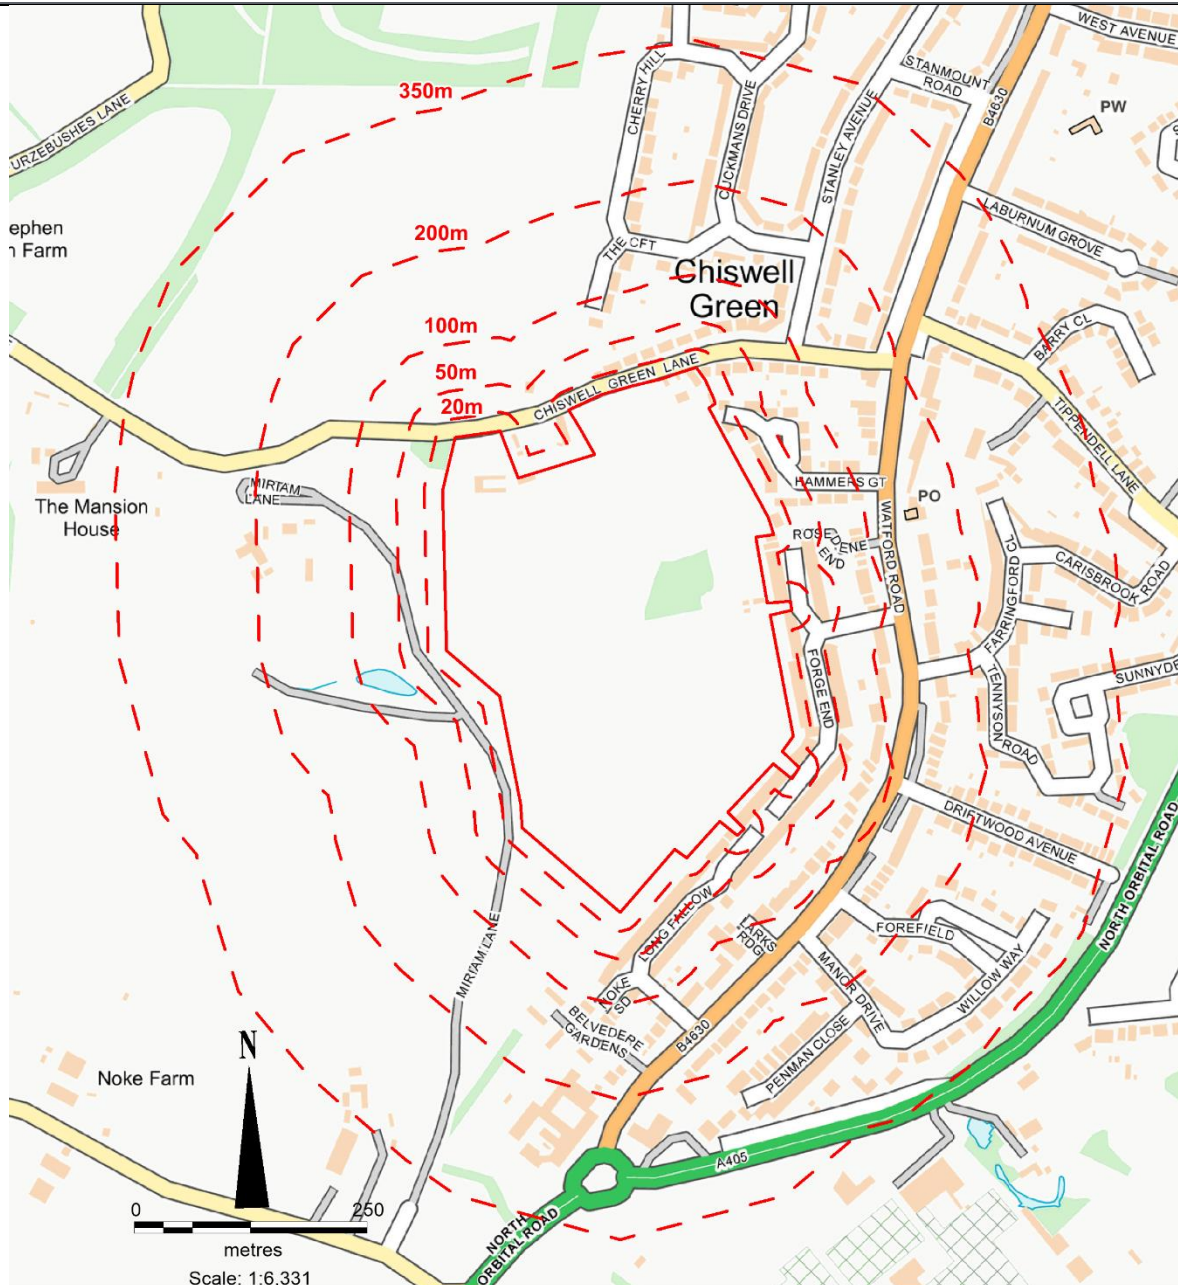 WEST AVENUE
STANMOUNT
ROAD
B4630
PW
CHERRY HILL
CUCKMANS DRIVE
STANLEY AVENUE
350m
URZEBUSHES LANE
LABURNUM GROVE
ephen
n Farm
200m
THE CFT
Chiswell
Green
100m
BARRY CL
50m
CHISWELL GREEN LANE
20m
TIPPENDELL LANE
MIRIAM
LANE
HAMMERS GT
The Mansion
House
PO
WATFORD ROAD
ROSEDENE
END
CARISBROOK
ROAD
FARRINGFORD CL
FORGE END
SUNNYDE
TENNYSON
ROAD
DRIFTWOOD AVENUE
NORTH ORBITAL ROAD
LONG FALLOW
LARKS
RDG
FOREFIELD
MIRIAM LANE
MANOR DRIVE
WILLOW WAY
NOKE
SD
BELVEDERE
GARDENS
B4630
PENMAN CLOSE
N
Noke Farm
A405
0 250
metres
Scale: 1:6,331
NORTH
ORBITAL ROAD